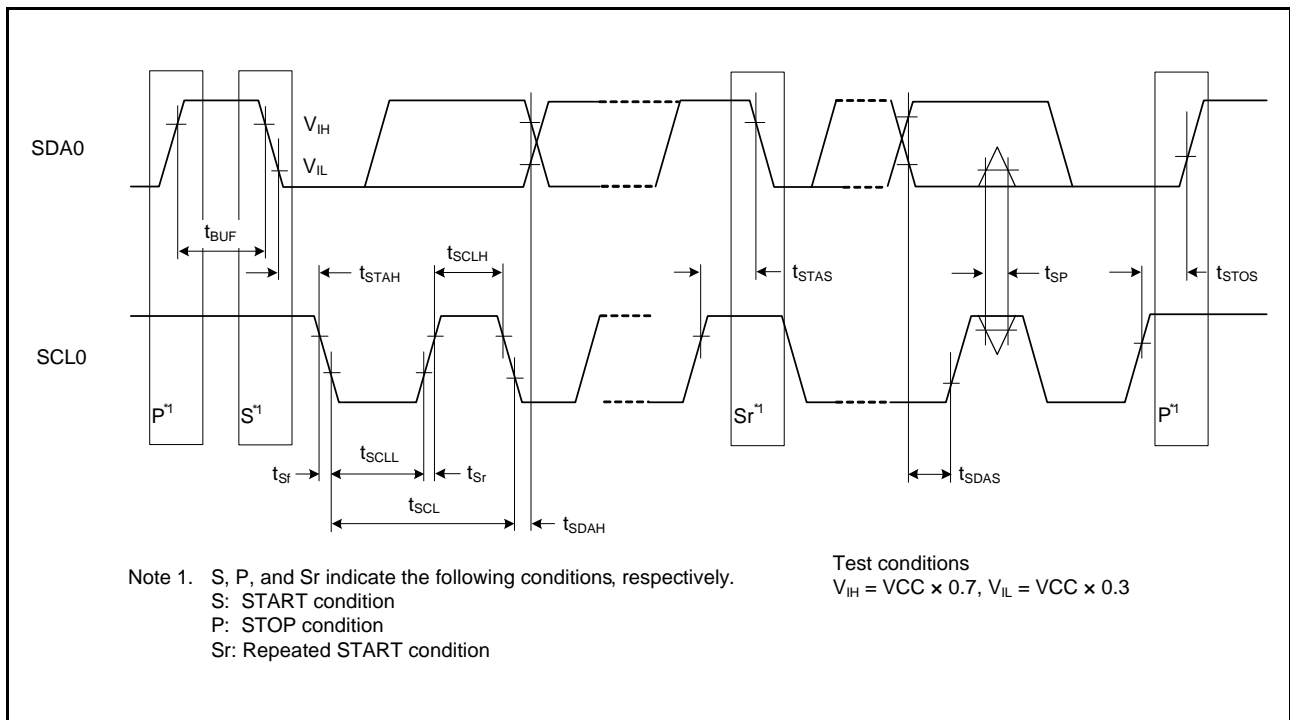 SDA0
V_IH
V_IL
t_BUF
t_STAH
t_SCLH
t_STAS
t_SP
t_STOS
SCL0
P*1
S*1
Sr*1
P*1
t_Sf
t_SCLL
t_Sr
t_SDAS
t_SCL
t_SDAH
Note 1. S, P, and Sr indicate the following conditions, respectively.
S: START condition
P: STOP condition
Sr: Repeated START condition
Test conditions
V_IH = VCC × 0.7, V_IL = VCC × 0.3